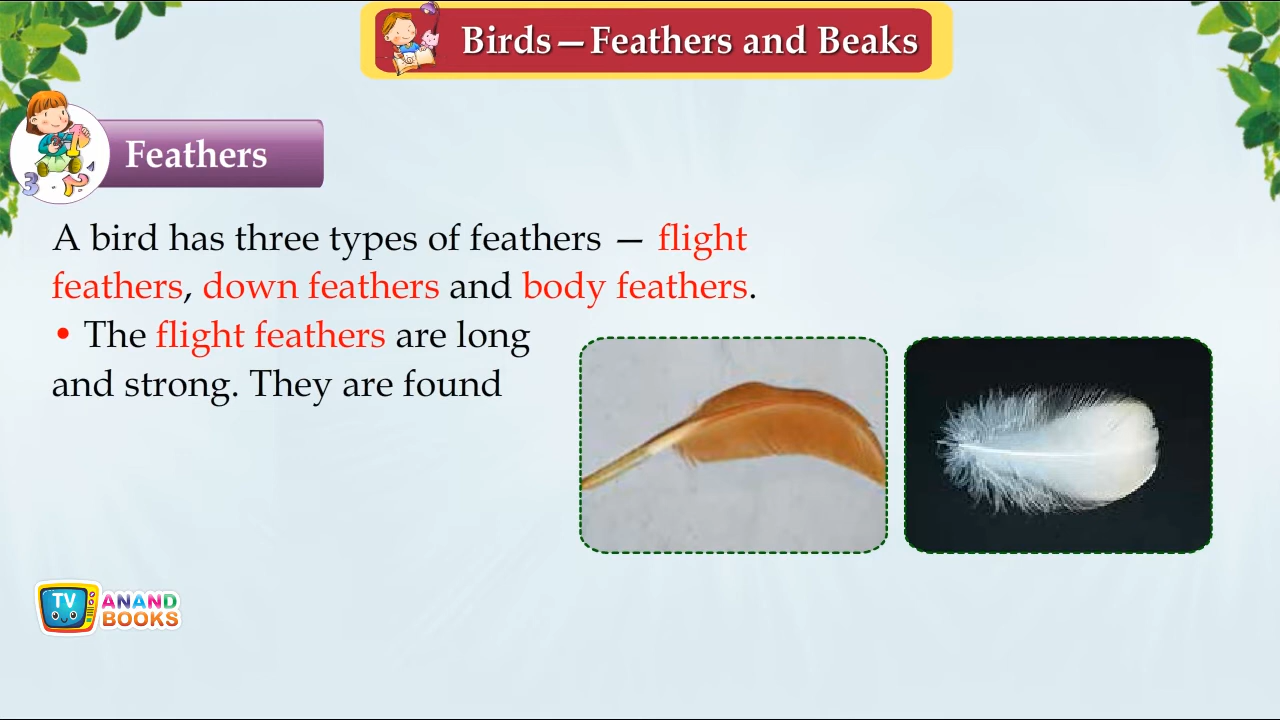 Birds — Feathers and Beaks
Feathers
A bird has three types of feathers — flight
feathers, down feathers and body feathers.
• The flight feathers are long
and strong. They are found
TV
ANAND
BOOKS
3